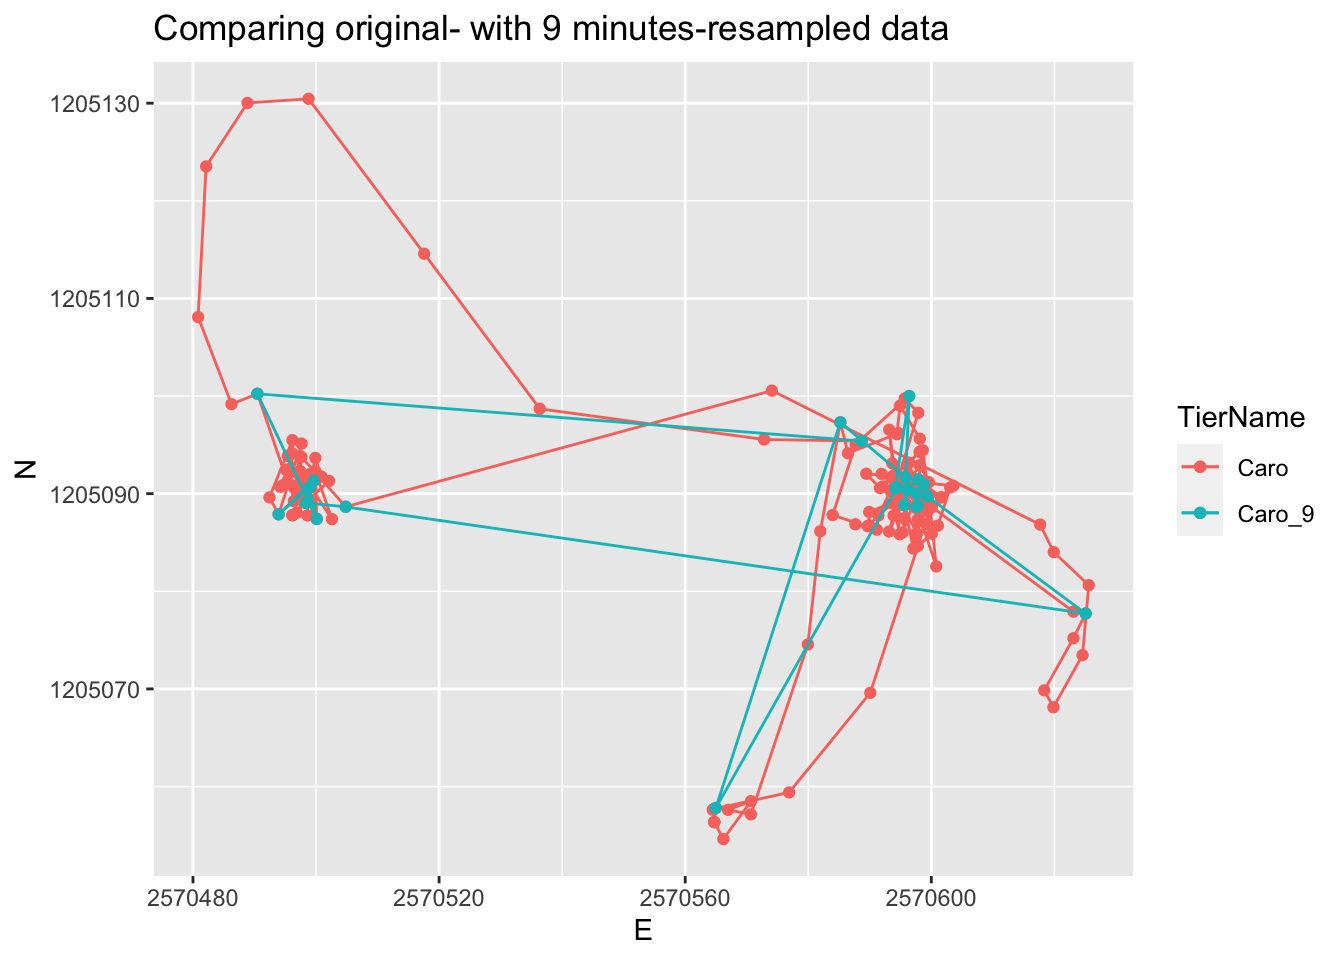 Comparing original- with 9 minutes-resampled data
1205130
1205110
1205090
1205070
N
2570480 2570520 2570560 2570600
E
TierName
Caro
Caro_9